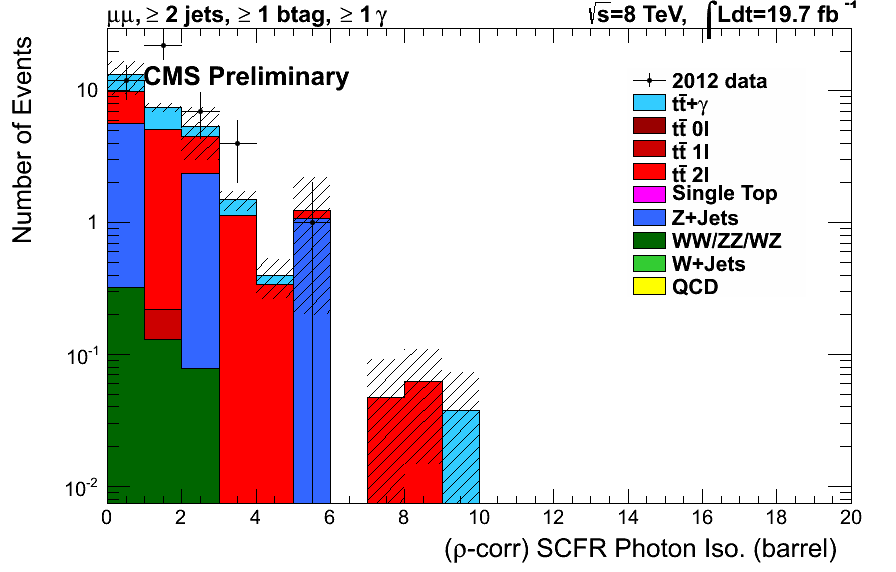 μμ, ≥ 2 jets, ≥ 1 btag, ≥ 1 γ
√s=8 TeV, ∫Ldt=19.7 fb⁻¹
CMS Preliminary
Number of Events
10
1
10⁻¹
10⁻²
0 2 4 6 8 10 12 14 16 18 20
(ρ-corr) SCFR Photon Iso. (barrel)
2012 data
tt̄+γ
tt̄ 0l
tt̄ 1l
tt̄ 2l
Single Top
Z+Jets
WW/ZZ/WZ
W+Jets
QCD